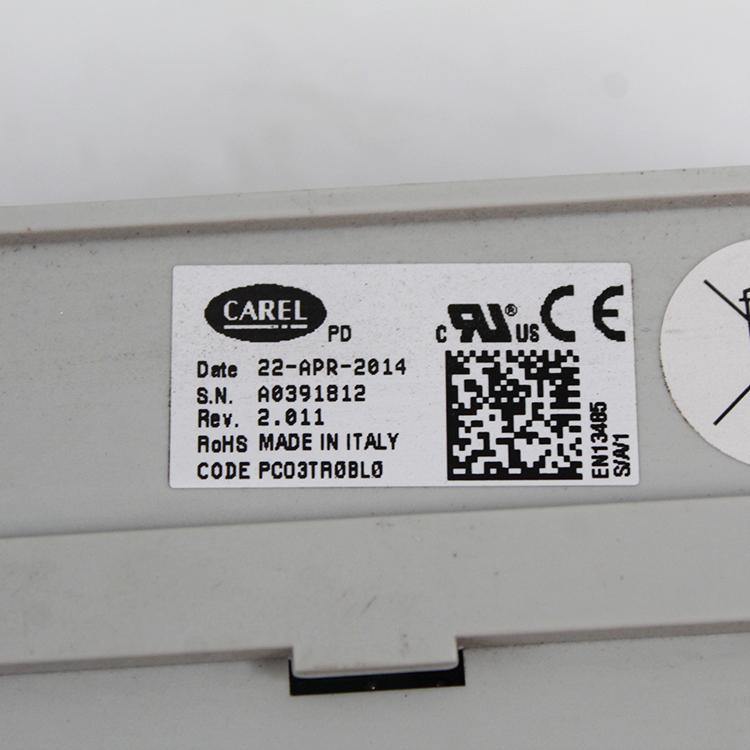 CAREL
PD
C RU® US CE
Date 22-APR-2014
S.N. A0391812
Rev. 2.011
RoHS MADE IN ITALY
CODE PCO3TR0BL0
EN13485
S/A/1